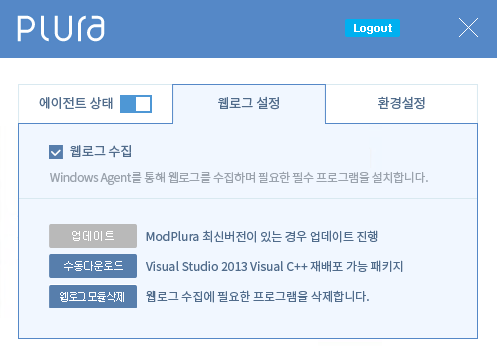 Plura
Logout
에이전트 상태
웹로그 설정
환경설정
웹로그 수집
Windows Agent를 통해 웹로그를 수집하며 필요한 필수 프로그램을 설치합니다.
업데이트 ModPlura 최신버전이 있는 경우 업데이트 진행
수동다운로드 Visual Studio 2013 Visual C++ 재배포 가능 패키지
웹로그 모듈삭제 웹로그 수집에 필요한 프로그램을 삭제합니다.